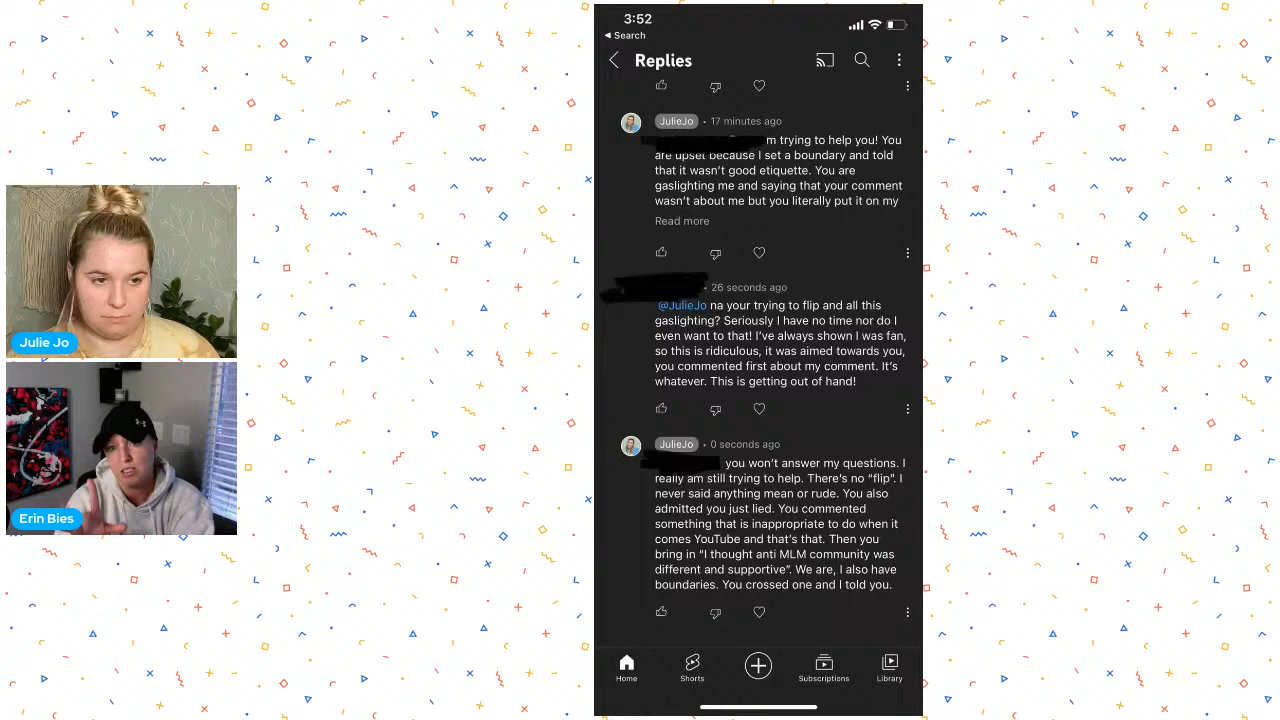 Julie Jo
Erin Bies
3:52
Search
Replies
JulieJo • 17 minutes ago
m trying to help you! You
are upset because I set a boundary and told
that it wasn't good etiquette. You are
gaslighting me and saying that your comment
wasn't about me but you literally put it on my
Read more
• 26 seconds ago
@JulieJo na your trying to flip and all this
gaslighting? Seriously I have no time nor do I
even want to that! I've always shown I was fan,
so this is ridiculous, it was aimed towards you,
you commented first about my comment. It's
whatever. This is getting out of hand!
JulieJo • 0 seconds ago
you won't answer my questions. I
really am still trying to help. There's no “flip”. I
never said anything mean or rude. You also
admitted you just lied. You commented
something that is inappropriate to do when it
comes YouTube and that's that. Then you
bring in “I thought anti MLM community was
different and supportive”. We are, I also have
boundaries. You crossed one and I told you.
Home Shorts Subscriptions Library